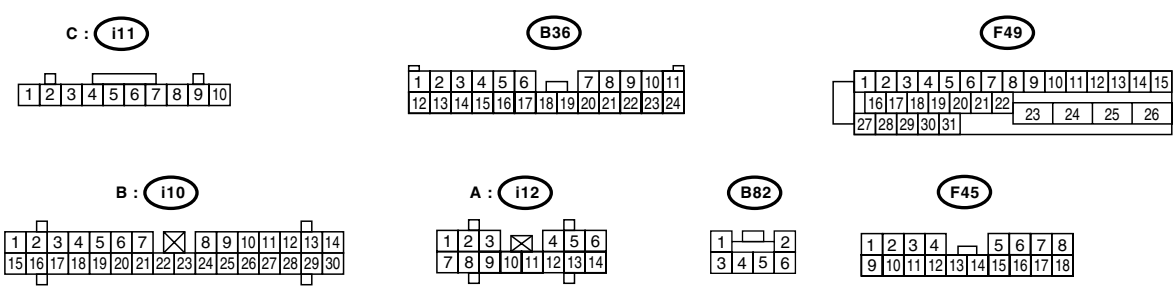 C : i11
B36
F49
1 2 3 4 5 6 7 8 9 10
1 2 3 4 5 6 7 8 9 10 11
12 13 14 15 16 17 18 19 20 21 22 23 24
1 2 3 4 5 6 7 8 9 10 11 12 13 14 15
16 17 18 19 20 21 22 23 24 25 26
27 28 29 30 31
B : i10
A : i12
B82
F45
1 2 3 4 5 6 7 8 9 10 11 12 13 14
15 16 17 18 19 20 21 22 23 24 25 26 27 28 29 30
1 2 3 4 5 6
7 8 9 10 11 12 13 14
1 2
3 4 5 6
1 2 3 4 5 6 7 8
9 10 11 12 13 14 15 16 17 18